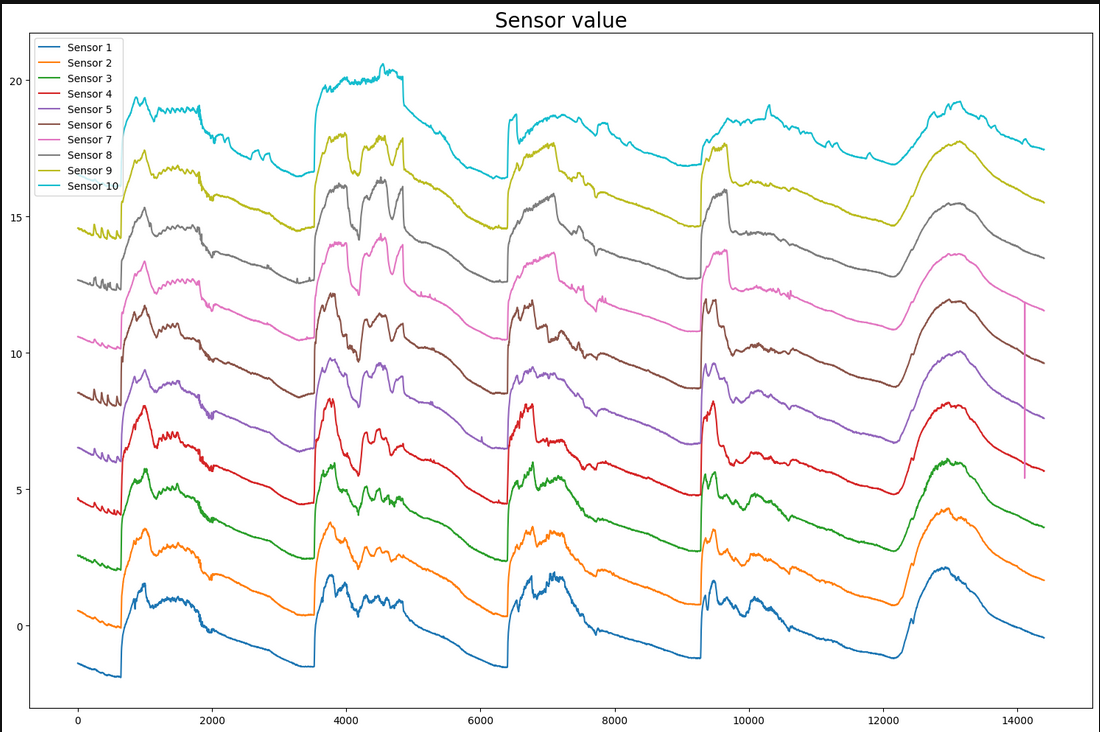 Sensor value
Sensor 1
Sensor 2
Sensor 3
Sensor 4
Sensor 5
Sensor 6
Sensor 7
Sensor 8
Sensor 9
Sensor 10
20
15
10
5
0
0 2000 4000 6000 8000 10000 12000 14000